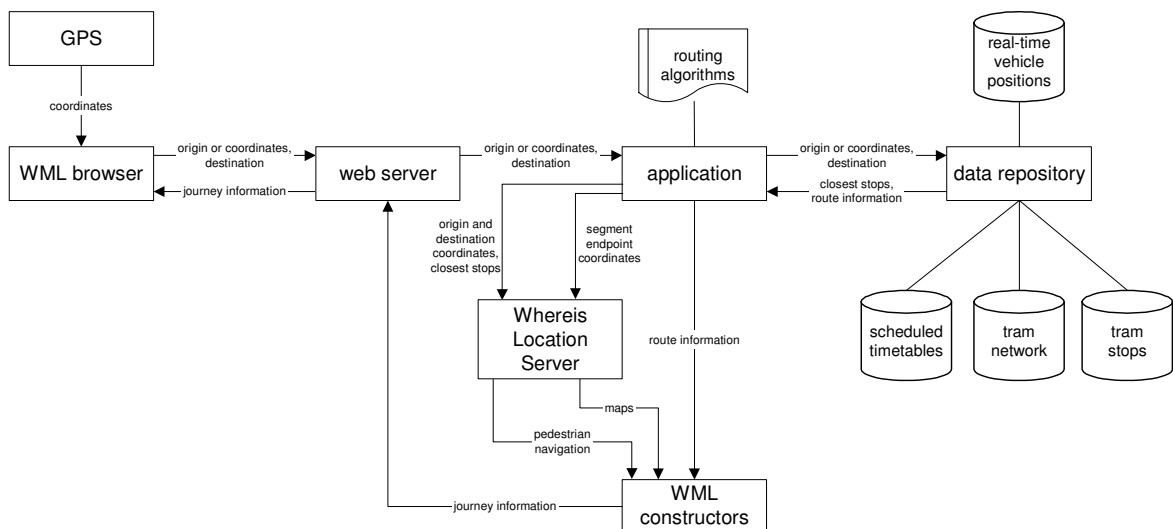 GPS
routing
algorithms
real-time
vehicle
positions
coordinates
WML browser
origin or coordinates,
destination
journey information
web server
origin or coordinates,
destination
application
origin or coordinates,
destination
closest stops,
route information
data repository
origin and
destination
coordinates,
closest stops
segment
endpoint
coordinates
Whereis
Location
Server
route information
scheduled
timetables
tram
network
tram
stops
maps
pedestrian
navigation
journey information
WML
constructors